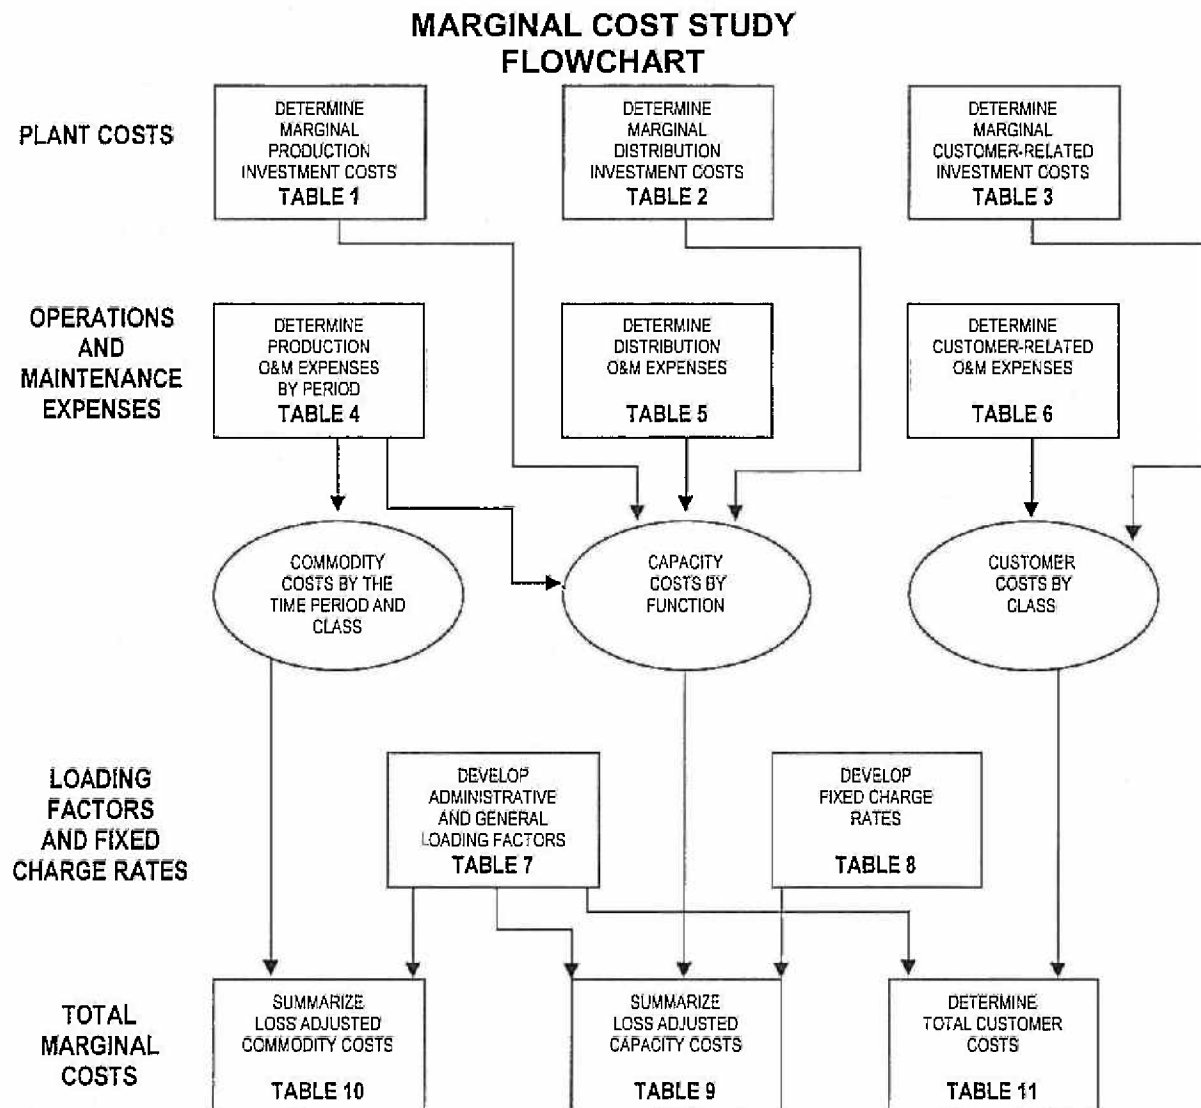 MARGINAL COST STUDY
FLOWCHART
PLANT COSTS
DETERMINE
MARGINAL
PRODUCTION
INVESTMENT COSTS
TABLE 1
DETERMINE
MARGINAL
DISTRIBUTION
INVESTMENT COSTS
TABLE 2
DETERMINE
MARGINAL
CUSTOMER-RELATED
INVESTMENT COSTS
TABLE 3
OPERATIONS
AND
MAINTENANCE
EXPENSES
DETERMINE
PRODUCTION
O&M EXPENSES
BY PERIOD
TABLE 4
DETERMINE
DISTRIBUTION
O&M EXPENSES
TABLE 5
DETERMINE
CUSTOMER-RELATED
O&M EXPENSES
TABLE 6
COMMODITY
COSTS BY THE
TIME PERIOD AND
CLASS
CAPACITY
COSTS BY
FUNCTION
CUSTOMER
COSTS BY
CLASS
LOADING
FACTORS
AND FIXED
CHARGE RATES
DEVELOP
ADMINISTRATIVE
AND GENERAL
LOADING FACTORS
TABLE 7
DEVELOP
FIXED CHARGE
RATES
TABLE 8
TOTAL
MARGINAL
COSTS
SUMMARIZE
LOSS ADJUSTED
COMMODITY COSTS
TABLE 10
SUMMARIZE
LOSS ADJUSTED
CAPACITY COSTS
TABLE 9
DETERMINE
TOTAL CUSTOMER
COSTS
TABLE 11